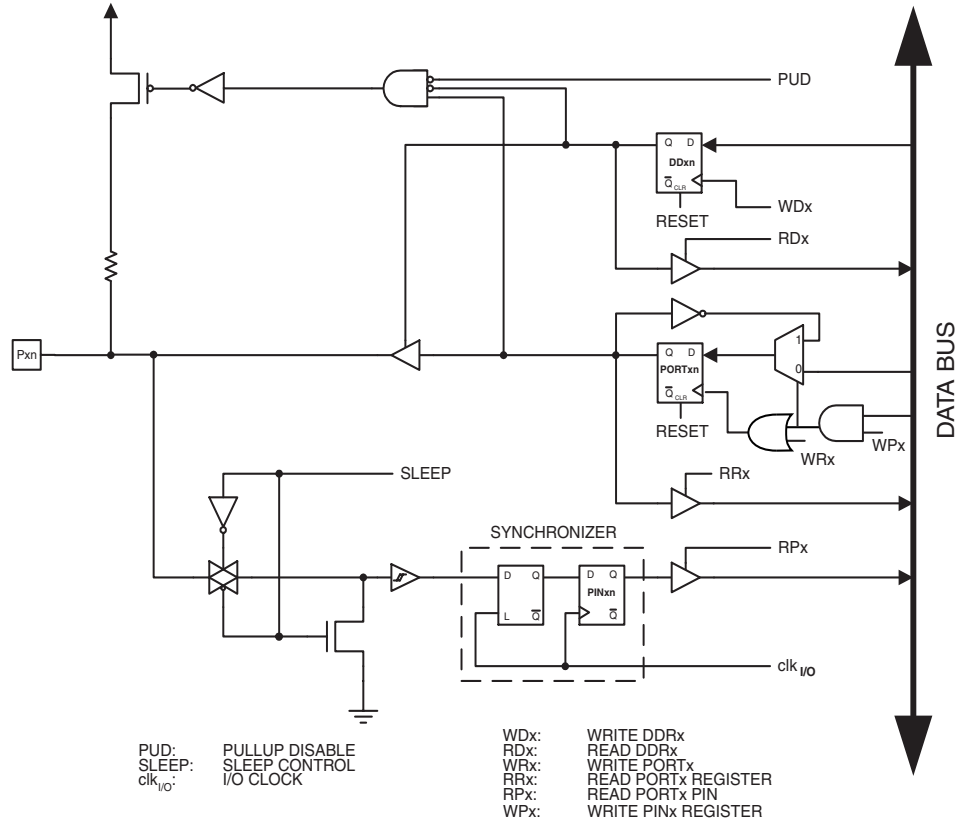 PUD
Q D
DDxn
Q CLR
WDx
RESET
RDx
Pxn
1
Q D
PORTxn
0
Q CLR
RESET
WRx
WPx
DATA BUS
SLEEP
RRx
SYNCHRONIZER
RPx
D Q
D Q
PINxn
L Q
Q
clk I/O
PUD: PULLUP DISABLE
SLEEP: SLEEP CONTROL
clkI/O: I/O CLOCK
WDx: WRITE DDRx
RDx: READ DDRx
WRx: WRITE PORTx
RRx: READ PORTx REGISTER
RPx: READ PORTx PIN
WPx: WRITE PINx REGISTER